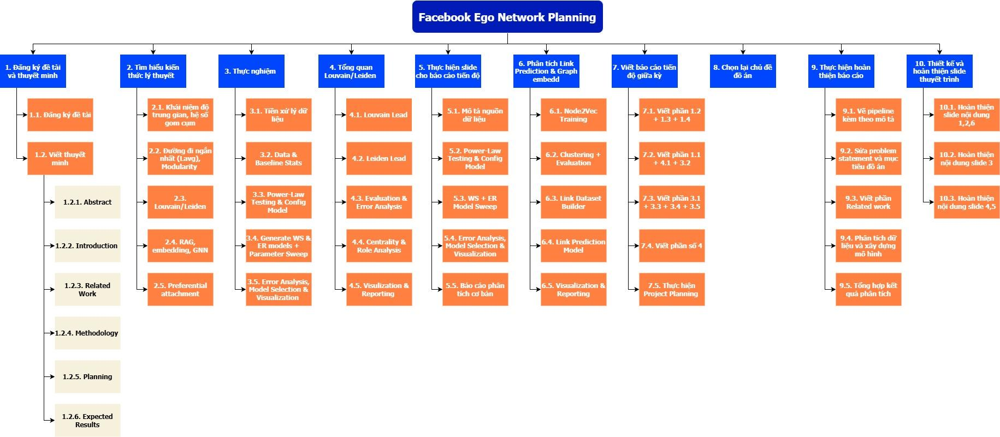 Facebook Ego Network Planning
1. Đăng ký đề tài
và thuyết minh
2. Tìm hiểu kiến
thức lý thuyết
3. Thực nghiệm
4. Tổng quan
Louvain/Leiden
5. Thực hiện slide
cho báo cáo tiến độ
6. Phân tích Link
Prediction & Graph
embedd
7. Viết báo cáo tiến
độ giữa kỳ
8. Chọn lại chủ đề
đồ án
9. Thực hiện hoàn
thiện báo cáo
10. Thiết kế và
hoàn thiện slide
thuyết trình
1.1. Đăng ký đề tài
1.2. Viết thuyết
minh
1.2.1. Abstract
1.2.2. Introduction
1.2.3. Related
Work
1.2.4. Methodology
1.2.5. Planning
1.2.6. Expected
Results
2.1. Khái niệm độ
trung gian, hệ số
gom cụm
2.2. Đường đi ngắn
nhất (Lavg),
Modularity
2.3.
Louvain/Leiden
2.4. RAG,
embedding, GNN
2.5. Preferential
attachment
3.1. Tiền xử lý dữ
liệu
3.2. Data &
Baseline Stats
3.3. Power-Law
Testing & Config
Model
3.4. Generate WS &
ER models +
Parameter Sweep
3.5. Error Analysis,
Model Selection &
Visualization
4.1. Louvain Lead
4.2. Leiden Lead
4.3. Evaluation &
Error Analysis
4.4. Centrality &
Role Analysis
4.5. Visulization &
Reporting
5.1. Mô tả nguồn
dữ liệu
5.2. Power-Law
Testing & Config
Model
5.3. WS + ER
Model Sweep
5.4. Error Analysis,
Model Selection &
Visualization
5.5. Báo cáo phân
tích cơ bản
6.1. Node2Vec
Training
6.2. Clustering +
Evaluation
6.3. Link Dataset
Builder
6.4. Link Prediction
Model
6.5. Visualization &
Reporting
7.1. Viết phần 1.2
+ 1.3 + 1.4
7.2. Viết phần 1.1
+ 4.1 + 3.2
7.3. Viết phần 3.1
+ 3.3 + 3.4 + 3.5
7.4. Viết phần số 4
7.5. Thực hiện
Project Planning
9.1. Vẽ pipeline
kèm theo mô tả
9.2. Sửa problem
statement và mục
tiêu đồ án
9.3. Viết phần
Related work
9.4. Phân tích dữ
liệu và xây dựng
mô hình
9.5. Tổng hợp kết
quả phân tích
10.1. Hoàn thiện
slide nội dung
1,2,6
10.2. Hoàn thiện
nội dung slide 3
10.3. Hoàn thiện
nội dung slide 4,5